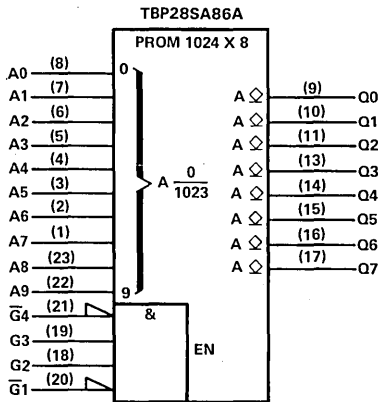 TBP28SA86A
PROM 1024 X 8
A0 (8) 0
A1 (7)
A2 (6)
A3 (5)
A4 (4)
A5 (3)
A6 (2)
A7 (1)
A8 (23)
A9 (22) 9
A 0/1023
A (9) Q0
A (10) Q1
A (11) Q2
A (13) Q3
A (14) Q4
A (15) Q5
A (16) Q6
A (17) Q7
G̅4 (21) &
G3 (19)
EN
G2 (18)
G̅1 (20)